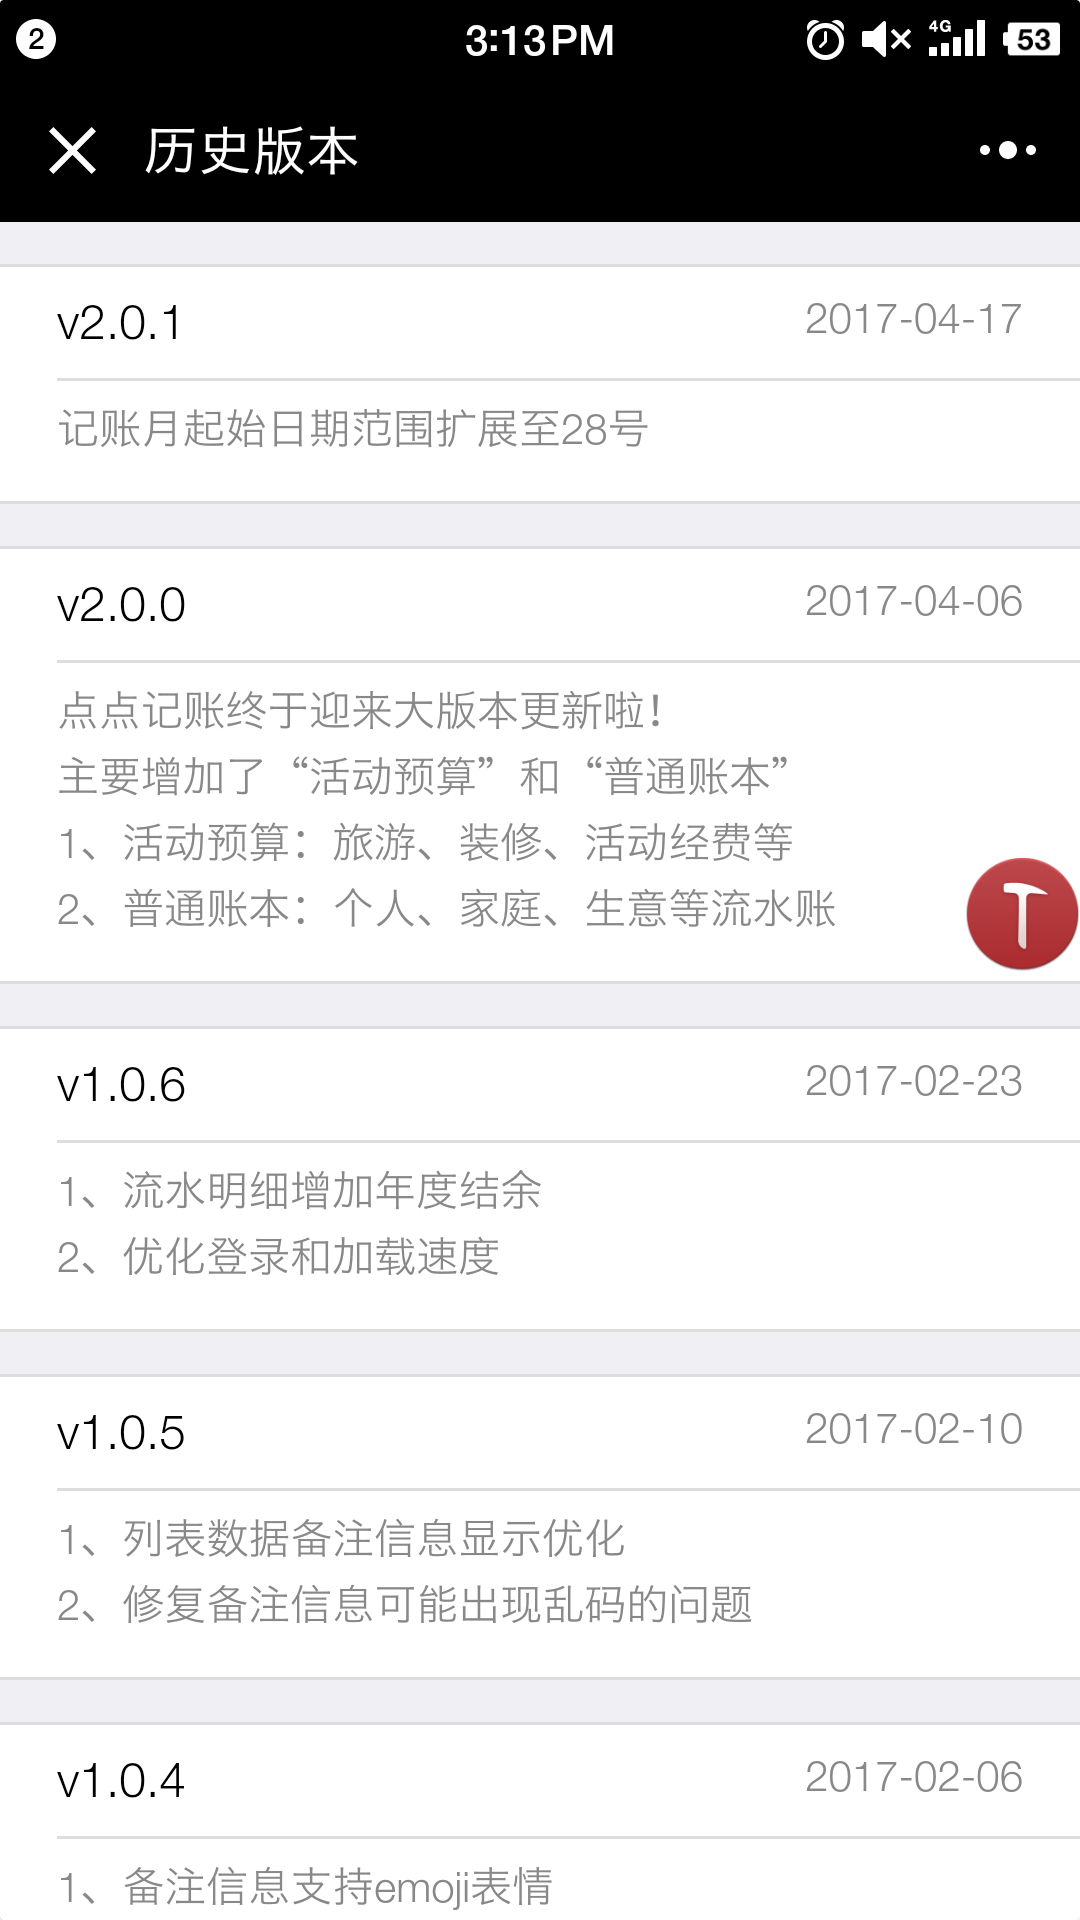 2
3:13PM
4G
53
历史版本
v2.0.1
2017-04-17
记账月起始日期范围扩展至28号
v2.0.0
2017-04-06
点点记账终于迎来大版本更新啦！
主要增加了“活动预算”和“普通账本”
1、活动预算：旅游、装修、活动经费等
2、普通账本：个人、家庭、生意等流水账
v1.0.6
2017-02-23
1、流水明细增加年度结余
2、优化登录和加载速度
v1.0.5
2017-02-10
1、列表数据备注信息显示优化
2、修复备注信息可能出现乱码的问题
v1.0.4
2017-02-06
1、备注信息支持emoji表情